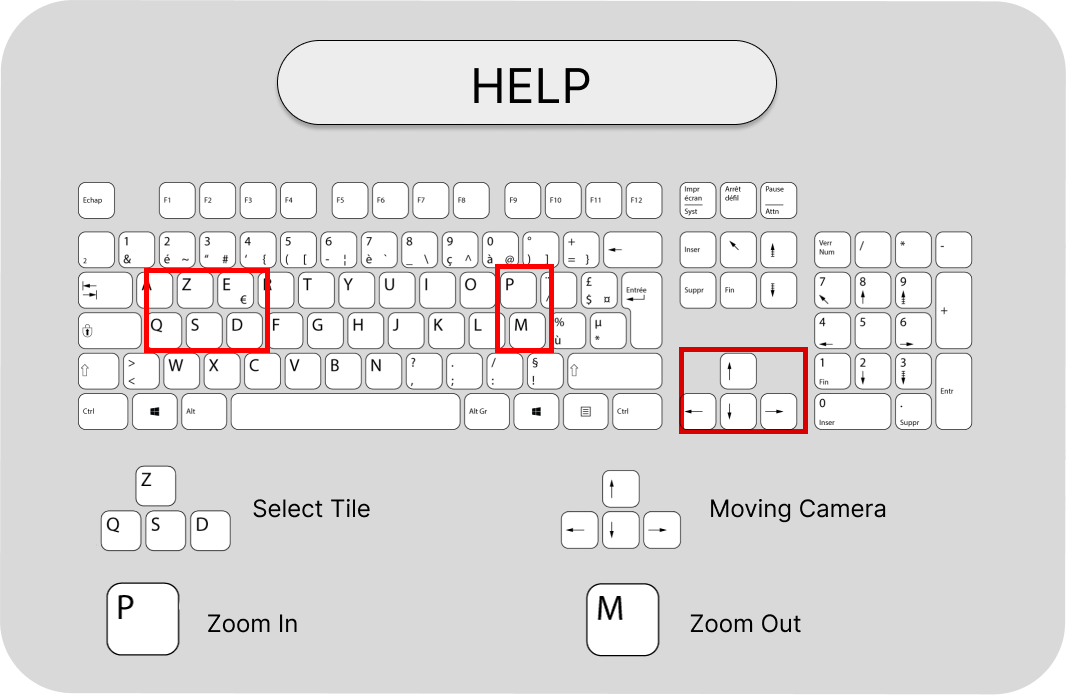 HELP
Echap F1 F2 F3 F4 F5 F6 F7 F8 F9 F10 F11 F12 Impr écran Syst Arrêt défil Pause Attn
2 1 & 2 é ~ 3 " # 4 ' { 5 ( [ 6 - ¦ 7 è ` 8 _ \ 9 ç ^ 0 à @ ° ) ] + = } ← Inser ↖ Verr Num / * -
A Z E € R T Y U I O P £ $ ¤ Entrée Suppr Fin 7 8 9 +
Q S D F G H J K L M % ù µ * 4 ← 5 6 →
> < W X C V B N ? , . ; / : § ! ↑ 1 Fin 2 ↓ 3 Entr
Ctrl Alt Alt Gr Ctrl ← ↓ → 0 Inser . Suppr
Z
Q S D Select Tile
↑
← ↓ → Moving Camera
P Zoom In
M Zoom Out